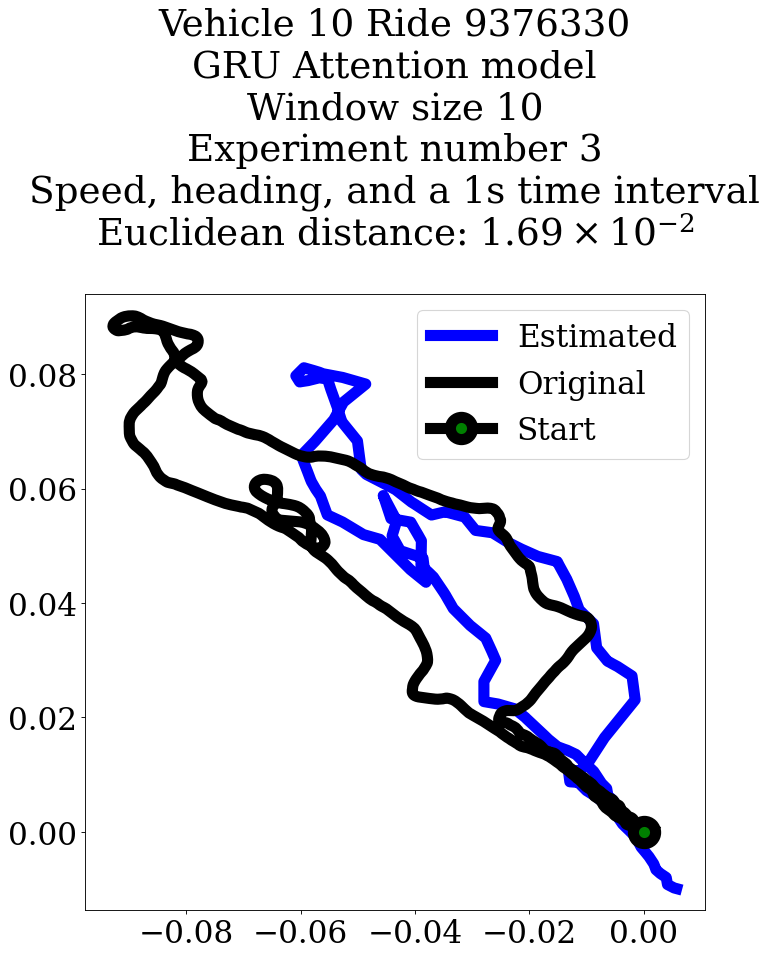 Vehicle 10 Ride 9376330
GRU Attention model
Window size 10
Experiment number 3
Speed, heading, and a 1s time interval
Euclidean distance: 1.69 × 10⁻²
Estimated
Original
Start
0.08
0.06
0.04
0.02
0.00
−0.08 −0.06 −0.04 −0.02 0.00